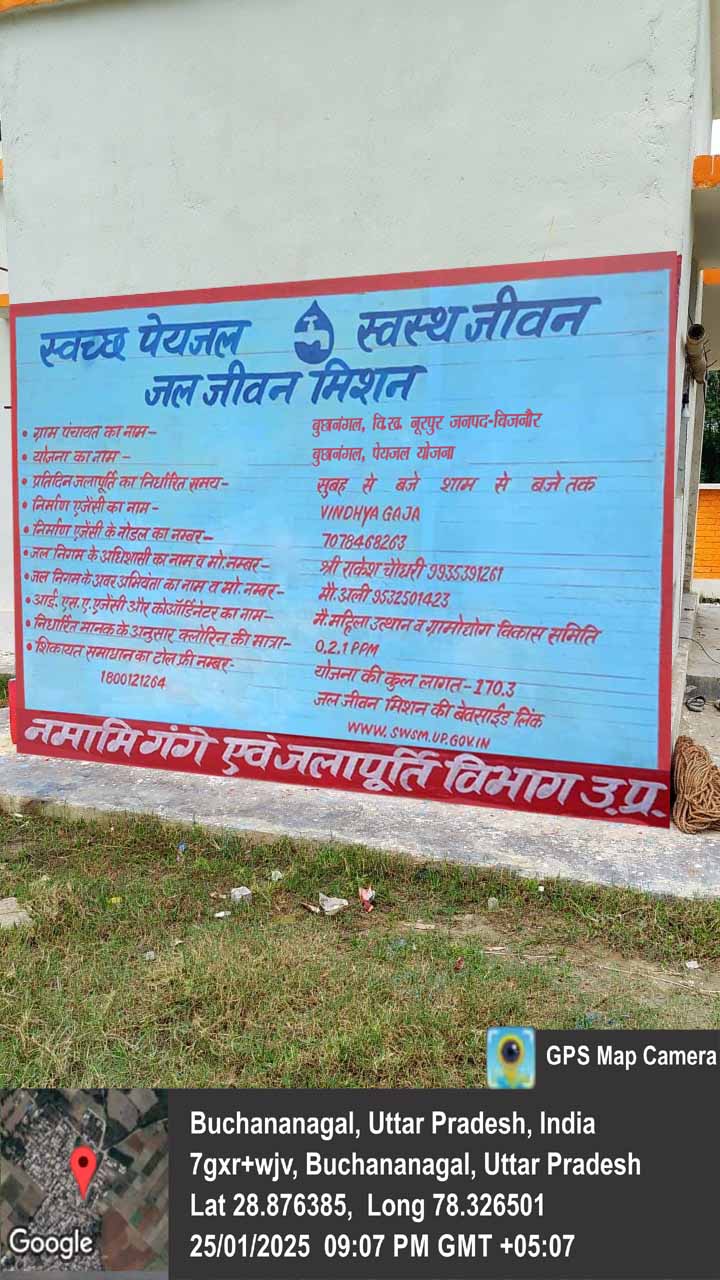 स्वच्छ पेयजल स्वस्थ जीवन
जल जीवन मिशन
• ग्राम पंचायत का नाम- बुछानंगल, वि.ख. नूरपुर जनपद-बिजनौर
• योजना का नाम- बुछानंगल, पेयजल योजना
• प्रतिदिन जलापूर्ति का निर्धारित समय- सुबह से बजे शाम से बजे तक
• निर्माण एजेंसी का नाम- VINDHYA GAJA
• निर्माण एजेंसी के नोडल का नम्बर- 7078468263
• जल निगम के अधिशासी का नाम व मो. नम्बर- श्री राकेश चौधरी 9935391261
• जल निगम के अवर अभियंता का नाम व मो. नम्बर- मौ. अली 9532501423
• आई. एस. ए. एजेंसी और कोऑर्डिनेटर का नाम- मै. महिला उत्थान व ग्रामोद्योग विकास समिति
• निर्धारित मानक के अनुसार क्लोरिन की मात्रा- 0.2.1 PPM
• शिकायत समाधान का टोल फ्री नम्बर- योजना की कुल लागत-170.3
1800121264 जल जीवन मिशन की बेवसाईड लिंक
WWW.SWSM.UP.GOV.IN
नमामि गंगे एवं जलापूर्ति विभाग उ.प्र.
GPS Map Camera
Buchananagal, Uttar Pradesh, India
7gxr+wjv, Buchananagal, Uttar Pradesh
Lat 28.876385, Long 78.326501
25/01/2025 09:07 PM GMT +05:07
Google